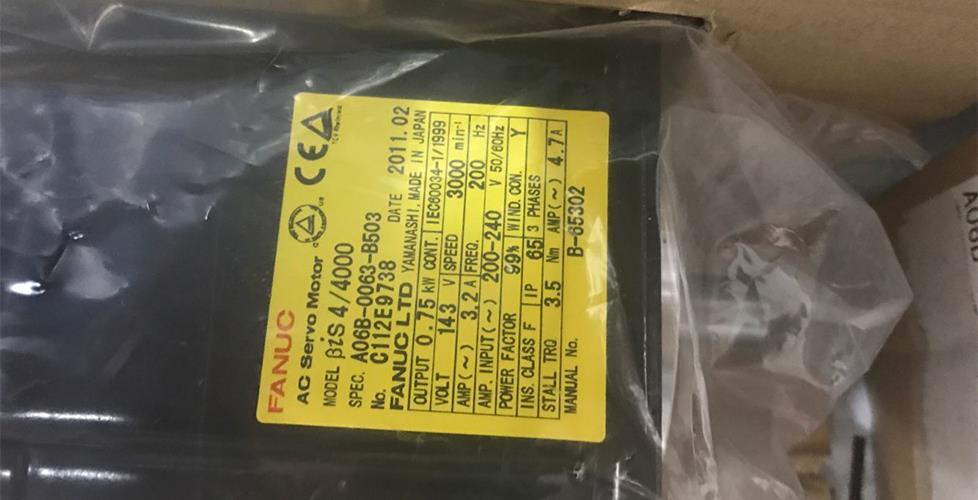 FANUC
AC Servo Motor
MODEL βiS 4/4000
SPEC. A06B-0063-B503
No. C112E9738 DATE 2011.02
FANUC LTD YAMANASHI. MADE IN JAPAN
OUTPUT 0.75 kW CONT. IEC60034-1/1999
VOLT 143 V SPEED 3000 min⁻¹
AMP(~) 3.2 A FREQ. 200 Hz
AMP. INPUT(~) 200-240 V 50/60Hz
POWER FACTOR 99% WIND. CON. Y
INS. CLASS F IP 65 3 PHASES
STALL TRQ 3.5 Nm AMP(~) 4.7A
MANUAL No. B-65302